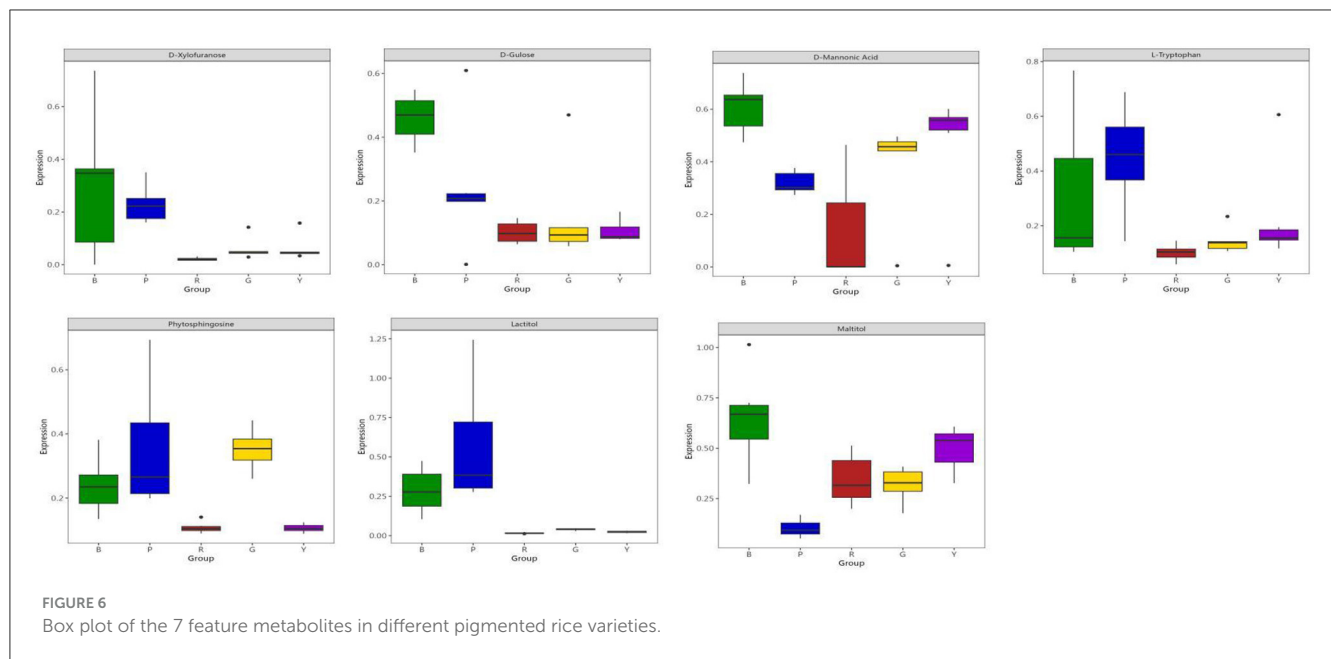 D-Xylofuranose
Expression
0.6
0.4
0.2
0.0
B P R G Y
Group
D-Gulose
Expression
0.6
0.4
0.2
0.0
B P R G Y
Group
D-Mannonic Acid
Expression
0.6
0.4
0.2
0.0
B P R G Y
Group
L-Tryptophan
Expression
0.8
0.6
0.4
0.2
B P R G Y
Group
Phytosphingosine
Expression
0.6
0.4
0.2
B P R G Y
Group
Lactitol
Expression
1.25
1.00
0.75
0.50
0.25
0.00
B P R G Y
Group
Maltitol
Expression
1.00
0.75
0.50
0.25
B P R G Y
Group
FIGURE 6
Box plot of the 7 feature metabolites in different pigmented rice varieties.